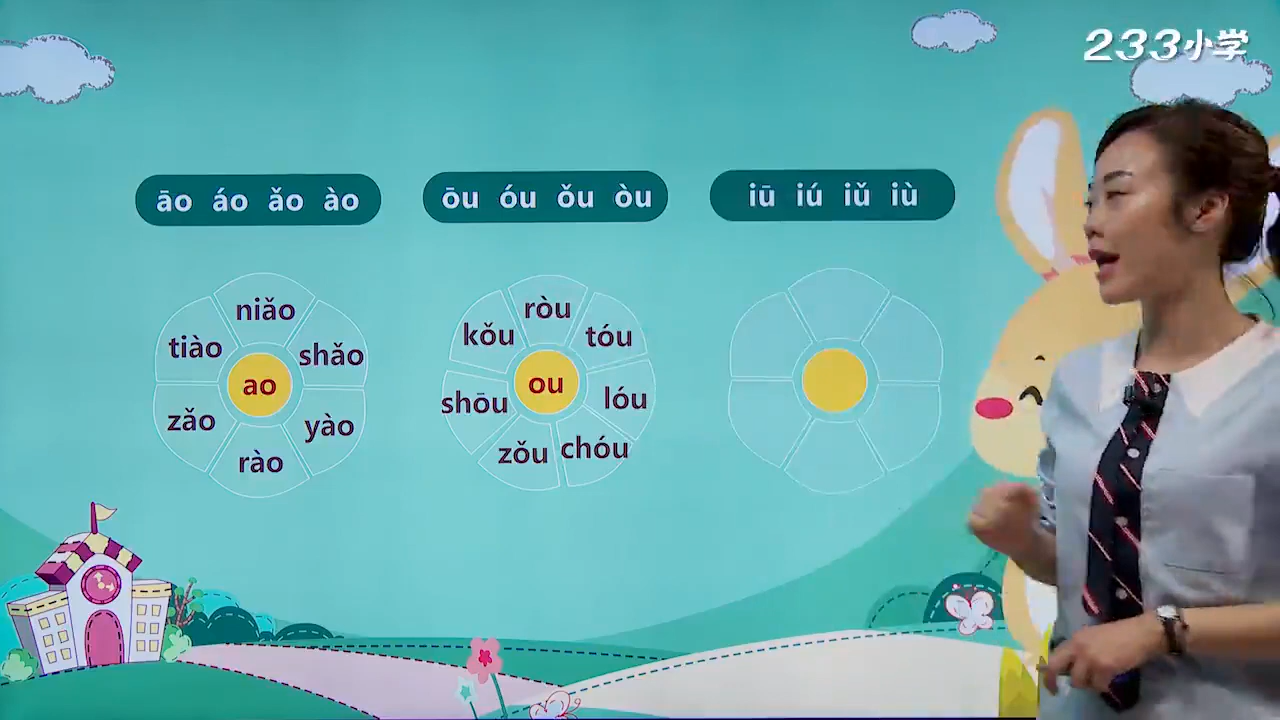 233小学
āo áo ǎo ào
ōu óu ǒu òu
iū iú iǔ iù
niǎo
tiào
shǎo
ao
zǎo
yào
rào
ròu
kǒu
tóu
ou
shōu
lóu
zǒu
chóu